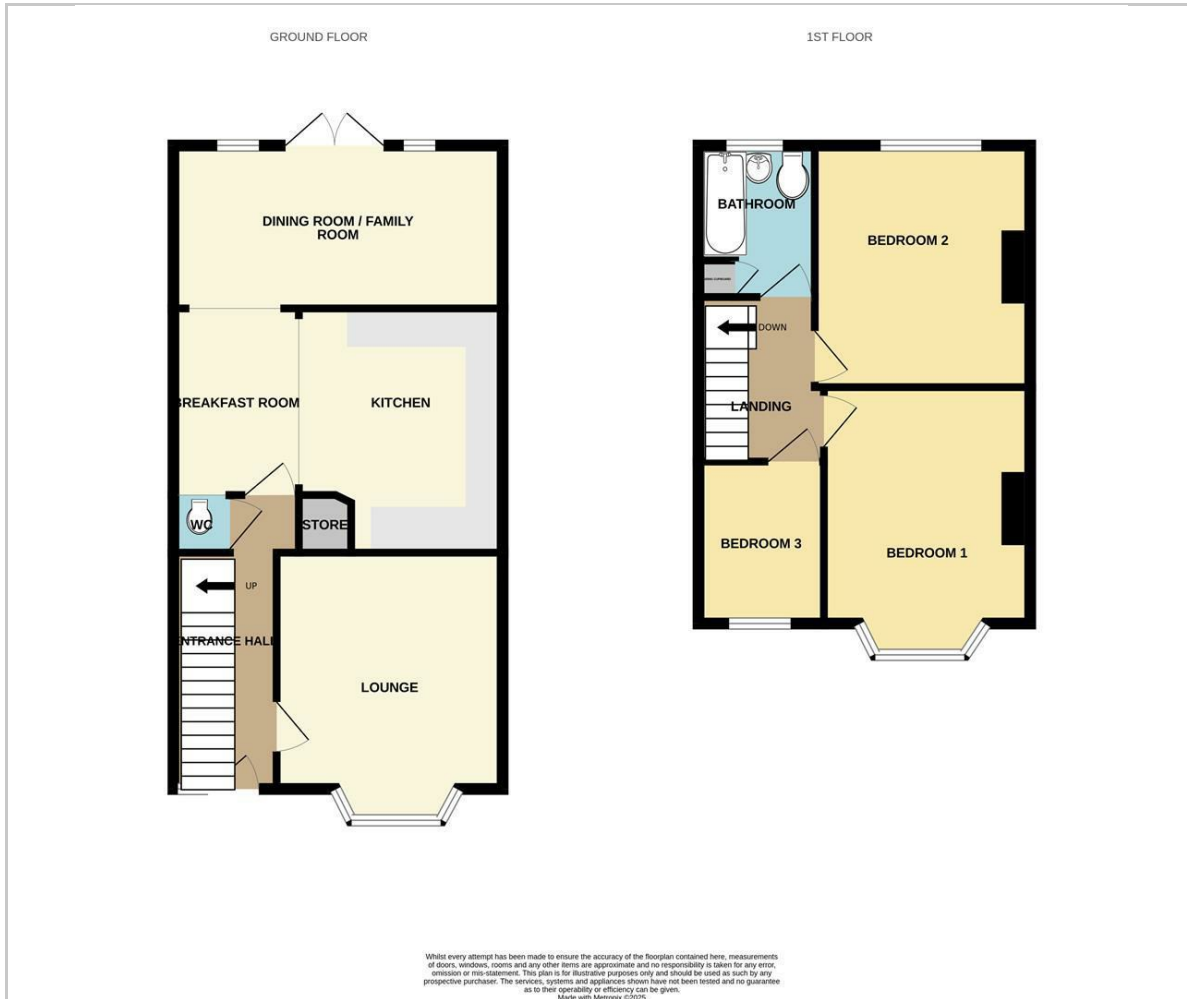 GROUND FLOOR
1ST FLOOR
DINING ROOM / FAMILY
ROOM
BREAKFAST ROOM
KITCHEN
WC
STORE
UP
ENTRANCE HALL
LOUNGE
BATHROOM
BEDROOM 2
DOWN
LANDING
BEDROOM 3
BEDROOM 1
Whilst every attempt has been made to ensure the accuracy of the floorplan contained here, measurements
of doors, windows, rooms and any other items are approximate and no responsibility is taken for any error,
omission or mis-statement. This plan is for illustrative purposes only and should be used as such by any
prospective purchaser. The services, systems and appliances shown have not been tested and no guarantee
as to their operability or efficiency can be given.
Made with Metropix ©2025